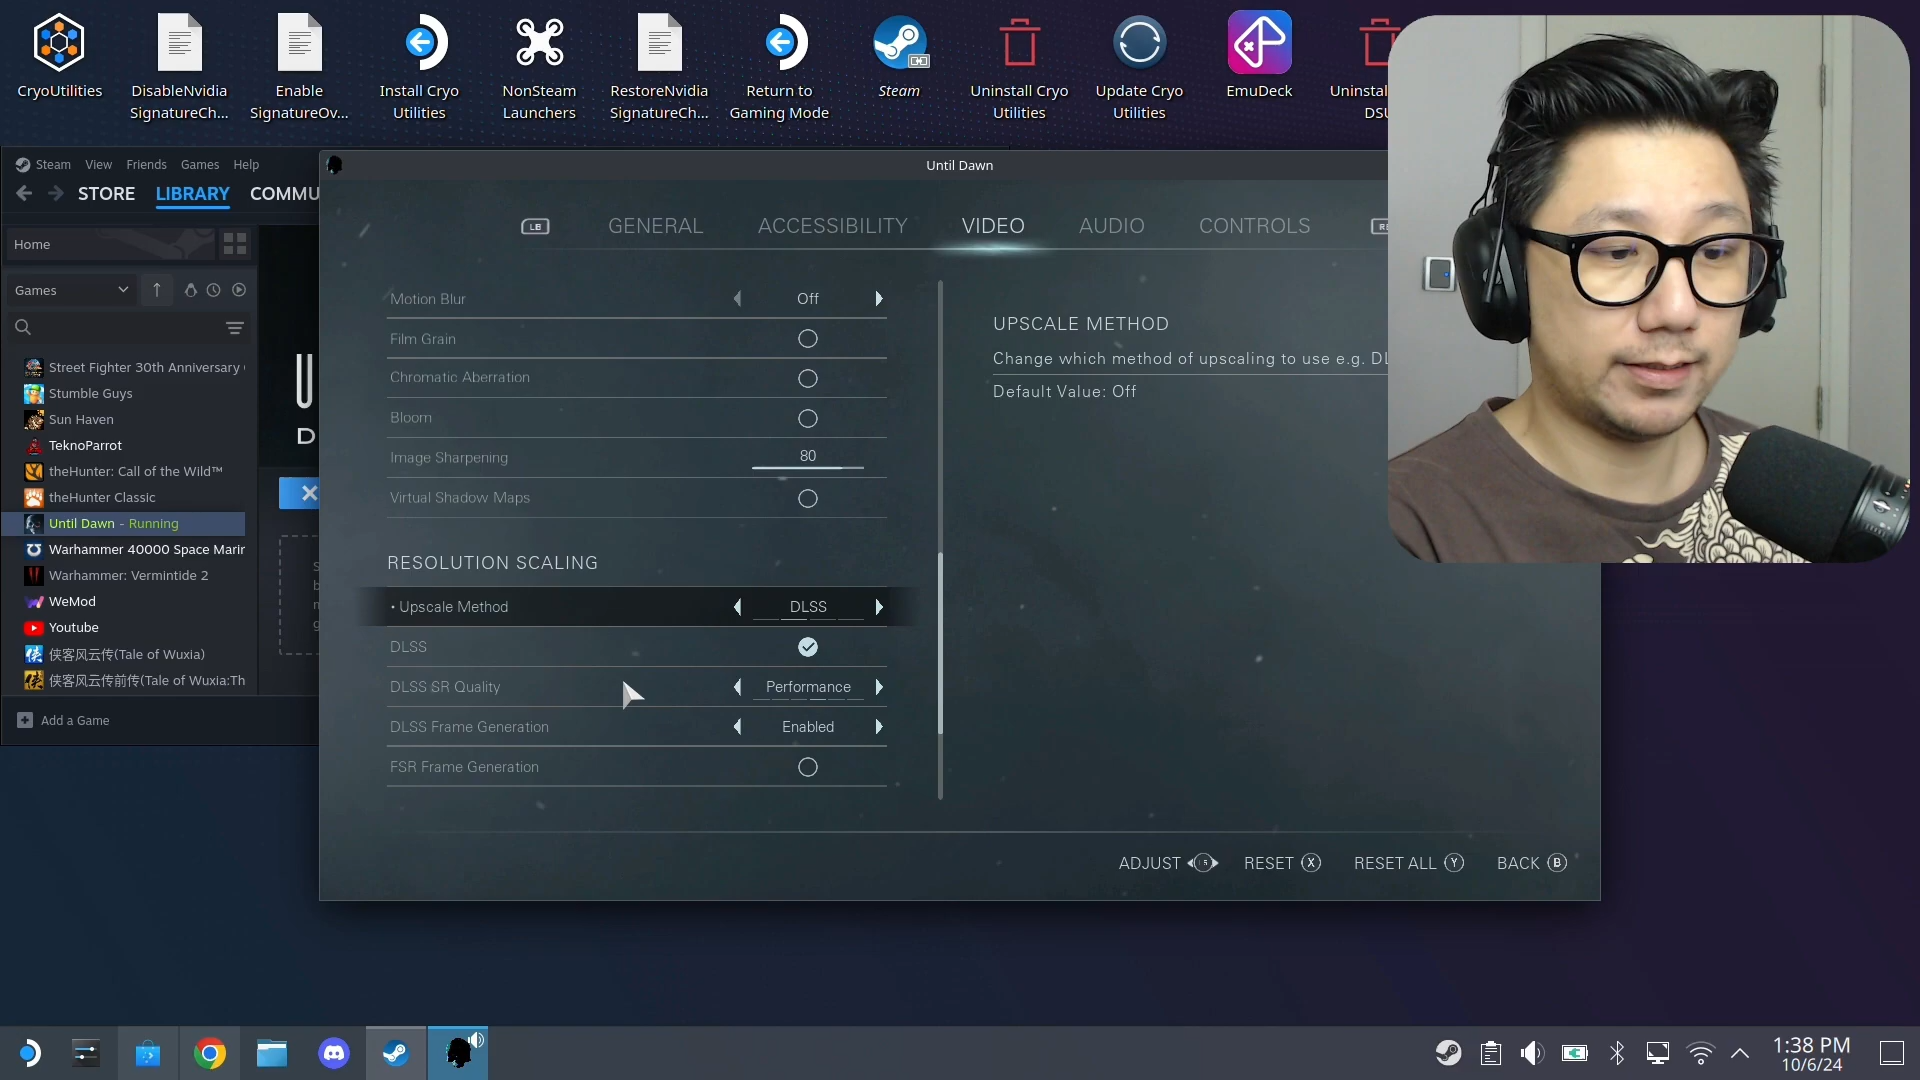 CryoUtilities
DisableNvidia
SignatureCh...
Enable
SignatureOv...
Install Cryo
Utilities
NonSteam
Launchers
RestoreNvidia
SignatureCh...
Return to
Gaming Mode
Steam
Uninstall Cryo
Utilities
Update Cryo
Utilities
EmuDeck
Uninstal
DSU
Steam View Friends Games Help
STORE LIBRARY COMMU
Home
Games
Street Fighter 30th Anniversary
Stumble Guys
Sun Haven
TeknoParrot
theHunter: Call of the Wild™
theHunter Classic
Until Dawn - Running
Warhammer 40000 Space Marin
Warhammer: Vermintide 2
WeMod
Youtube
侠客风云传(Tale of Wuxia)
侠客风云传前传(Tale of Wuxia:Th
Add a Game
U
D
Until Dawn
LB GENERAL ACCESSIBILITY VIDEO AUDIO CONTROLS
Motion Blur Off
Film Grain
Chromatic Aberration
Bloom
Image Sharpening 80
Virtual Shadow Maps
RESOLUTION SCALING
• Upscale Method DLSS
DLSS
DLSS SR Quality Performance
DLSS Frame Generation Enabled
FSR Frame Generation
UPSCALE METHOD
Change which method of upscaling to use e.g. DL
Default Value: Off
ADJUST RESET X RESET ALL Y BACK B
1:38 PM
10/6/24